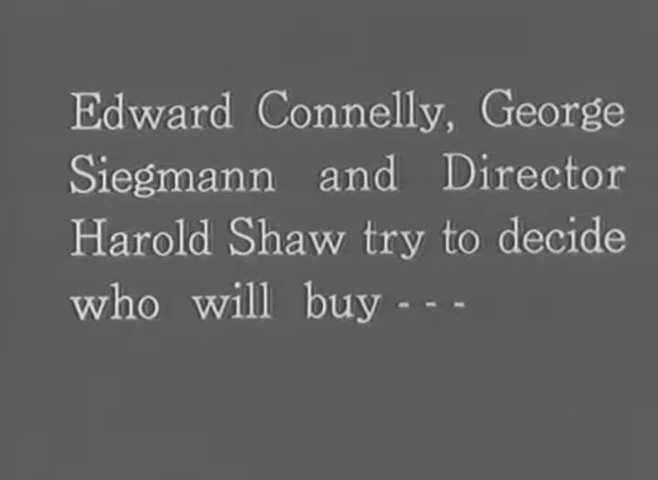 Edward Connelly, George
Siegmann and Director
Harold Shaw try to decide
who will buy - - -